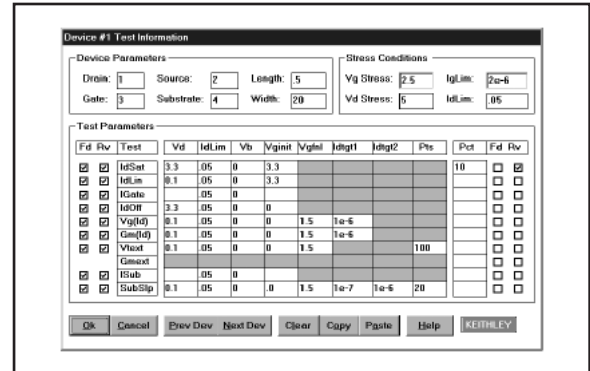 Device #1 Test Information
Device Parameters
Stress Conditions
Drain: 1 Source: 2 Length: .5
Vg Stress: 2.5 IgLim: 2e-6
Gate: 3 Substrate: 4 Width: 20
Vd Stress: 5 IdLim: .05
Test Parameters
Fd Rv Test Vd IdLim Vb Vginit Vgfnl Idtgt1 Idtgt2 Pts Pct Fd Rv
IdSat 3.3 .05 0 3.3 10
IdLin 0.1 .05 0 3.3
IGate .05 0
IdOff 3.3 .05 0 0
Vg(Id) 0.1 .05 0 0 1.5 1e-6
Gm(Id) 0.1 .05 0 0 1.5 1e-6
Vtext 0.1 .05 0 0 1.5 100
Gmext
ISub .05 0
SubSlp 0.1 .05 0 .0 1.5 1e-7 1e-6 20
Ok Cancel Prev Dev Next Dev Clear Copy Paste Help KEITHLEY